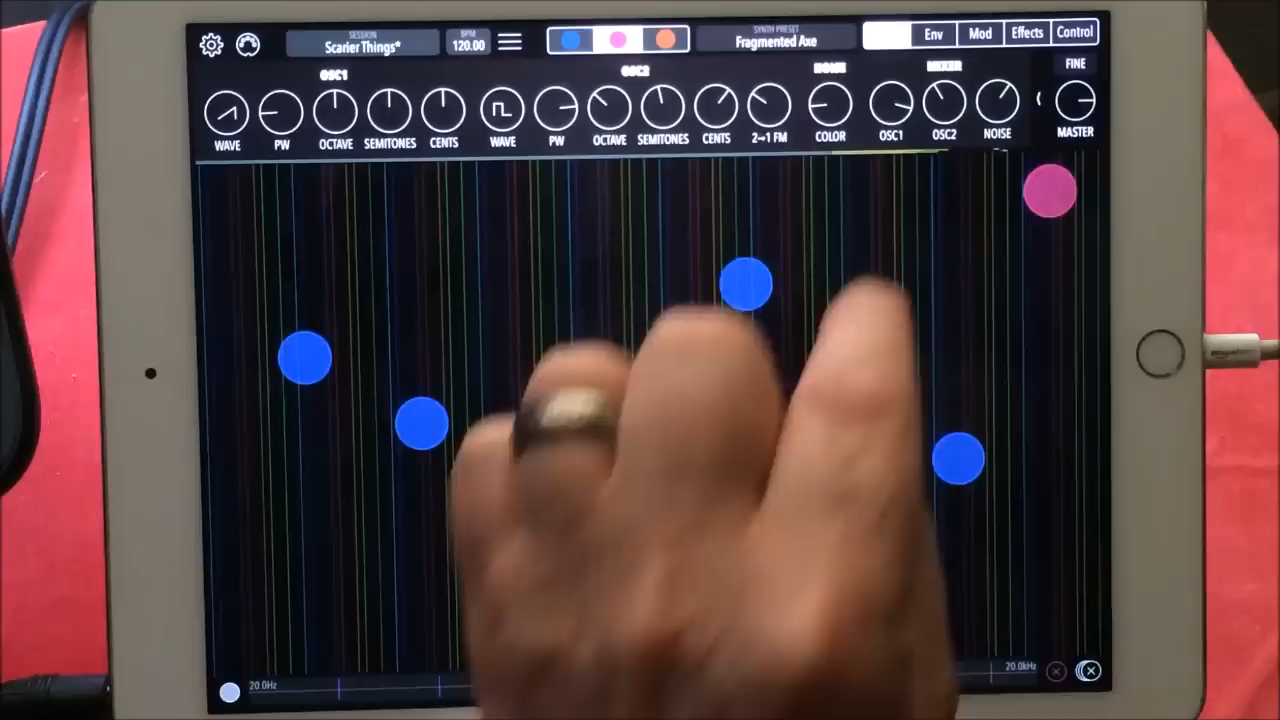 SESSION
Scarier Things*
BPM
120.00
SYNTH PRESET
Fragmented Axe
Env
Mod
Effects
Control
OSC1
OSC2
NOISE
MIXER
FINE
WAVE
PW
OCTAVE
SEMITONES
CENTS
WAVE
PW
OCTAVE
SEMITONES
CENTS
2→1 FM
COLOR
OSC1
OSC2
NOISE
MASTER
20.0Hz
20.0kHz